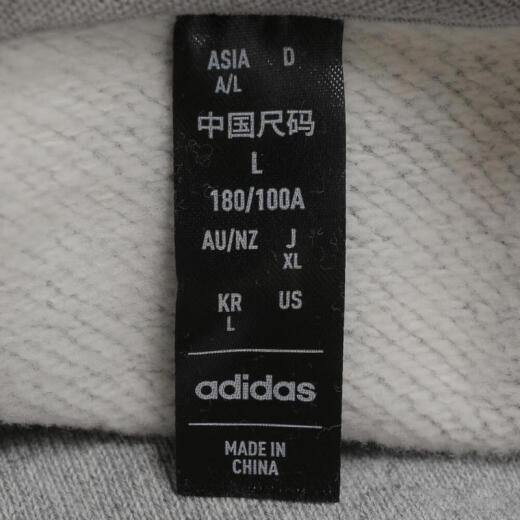 ASIA D
A/L
中国尺码
L
180/100A
AU/NZ J
XL
KR US
L
adidas
MADE IN
CHINA